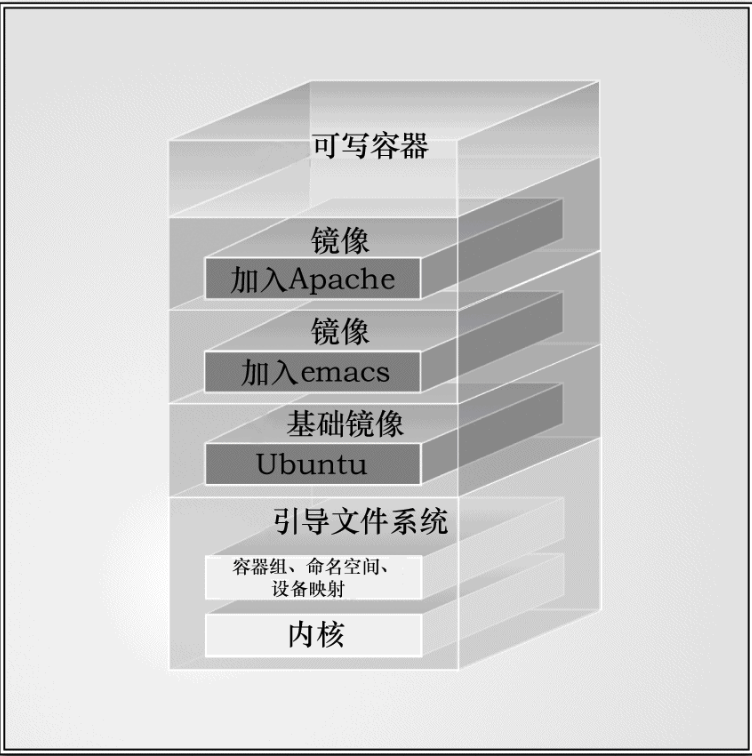 可写容器
镜像
加入Apache
镜像
加入emacs
基础镜像
Ubuntu
引导文件系统
容器组、命名空间、
设备映射
内核